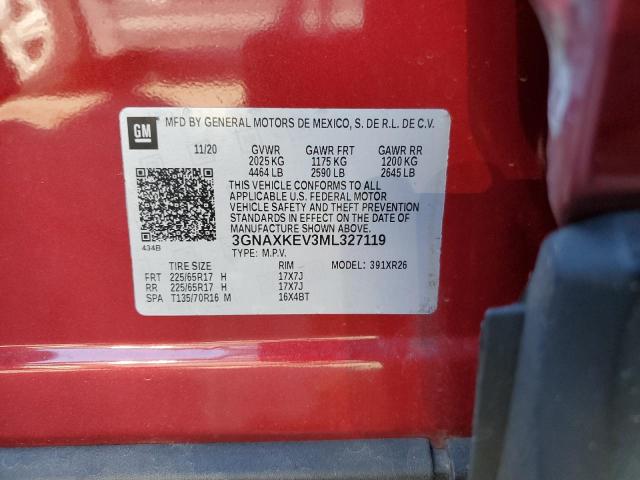 GM
MFD BY GENERAL MOTORS DE MEXICO, S. DE R.L. DE C.V.
11/20 GVWR GAWR FRT GAWR RR
2025 KG 1175 KG 1200 KG
4464 LB 2590 LB 2645 LB
THIS VEHICLE CONFORMS TO ALL
APPLICABLE U.S. FEDERAL MOTOR
VEHICLE SAFETY AND THEFT PREVENTION
STANDARDS IN EFFECT ON THE DATE OF
MANUFACTURE SHOWN ABOVE.
434B
3GNAXKEV3ML327119
TYPE: M.P.V.
TIRE SIZE RIM MODEL: 391XR26
FRT 225/65R17 H 17X7J
RR 225/65R17 H 17X7J
SPA T135/70R16 M 16X4BT